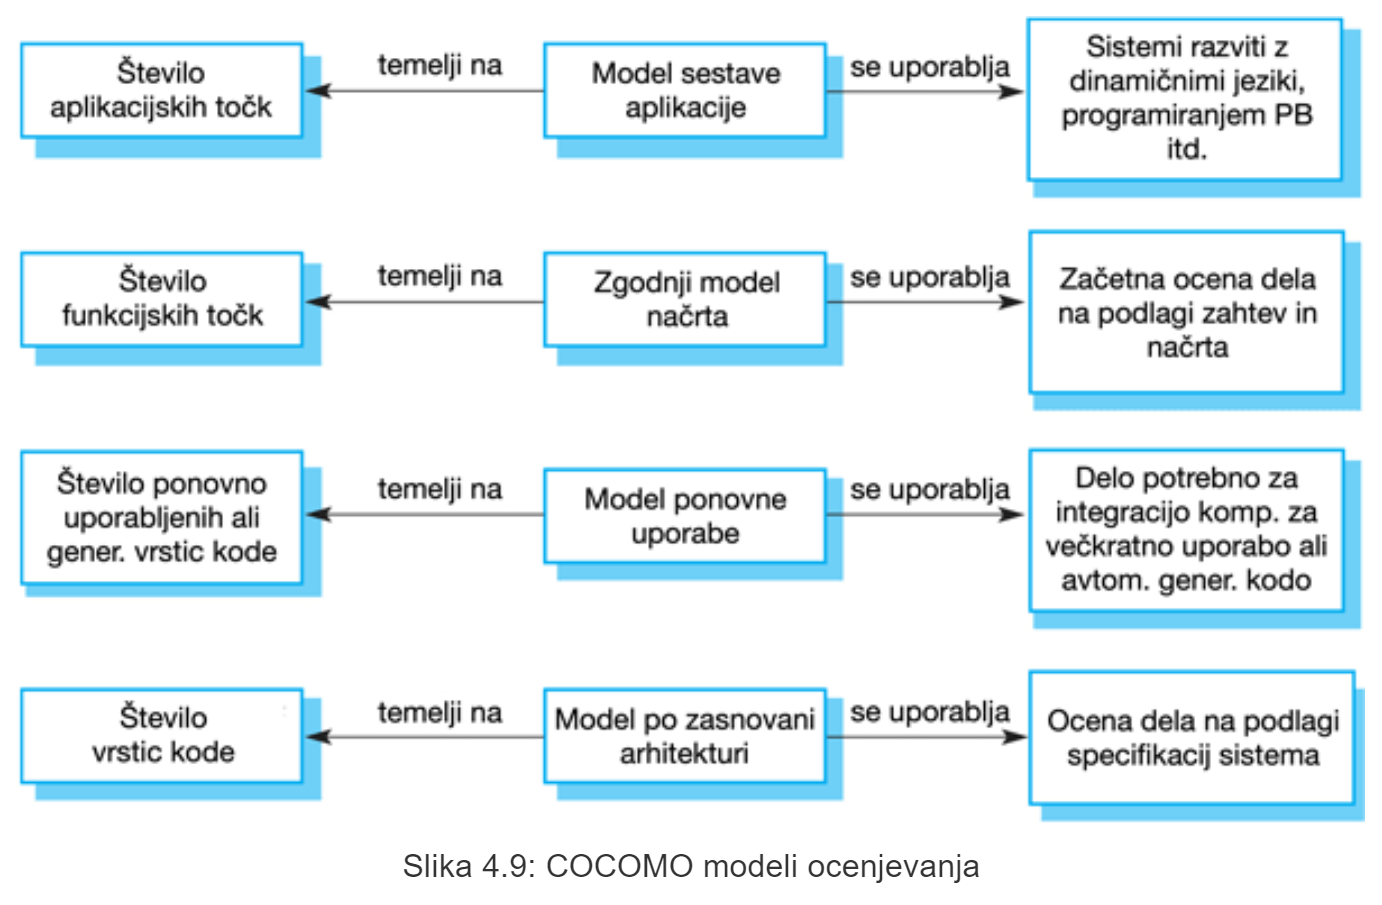 Število
aplikacijskih točk
temelji na
Model sestave
aplikacije
se uporablja
Sistemi razviti z
dinamičnimi jeziki,
programiranjem PB
itd.
Število
funkcijskih točk
temelji na
Zgodnji model
načrta
se uporablja
Začetna ocena dela
na podlagi zahtev in
načrta
Število ponovno
uporabljenih ali
gener. vrstic kode
temelji na
Model ponovne
uporabe
se uporablja
Delo potrebno za
integracijo komp. za
večkratno uporabo ali
avtom. gener. kodo
Število
vrstic kode
temelji na
Model po zasnovani
arhitekturi
se uporablja
Ocena dela na podlagi
specifikacij sistema
Slika 4.9: COCOMO modeli ocenjevanja